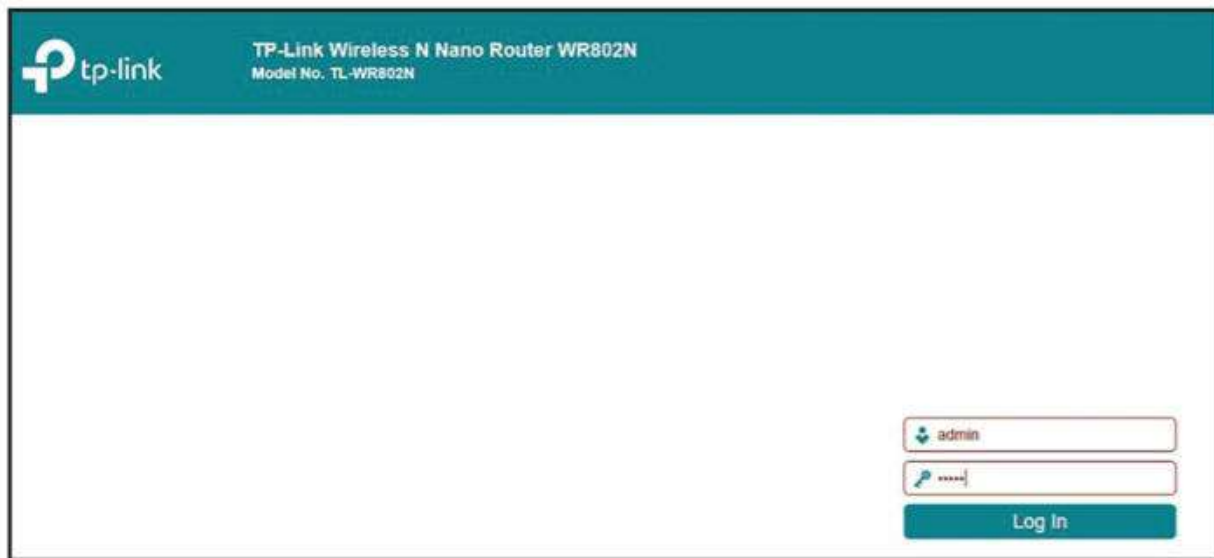 tp-link
TP-Link Wireless N Nano Router WR802N
Model No. TL-WR802N
admin
•••••
Log In